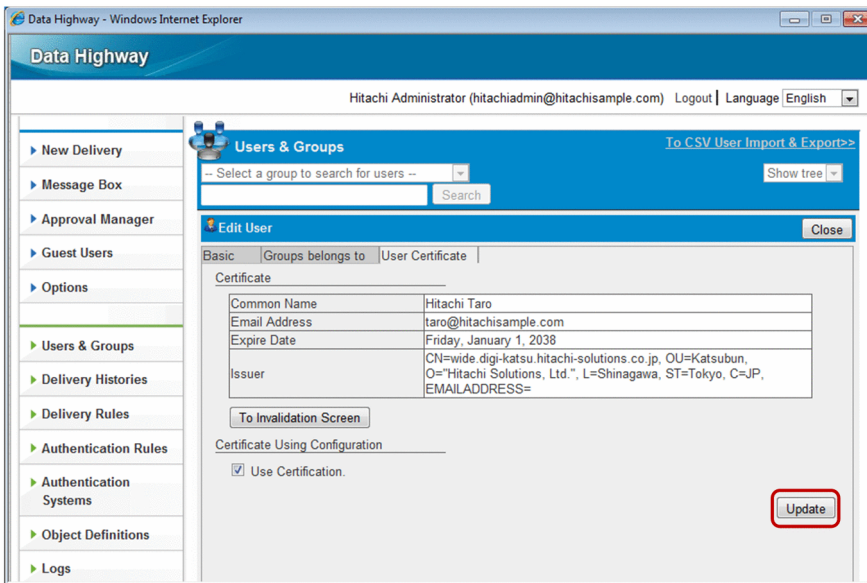 Data Highway - Windows Internet Explorer
Data Highway
Hitachi Administrator (hitachiadmin@hitachisample.com) Logout Language English
New Delivery
Message Box
Approval Manager
Guest Users
Options
Users & Groups
Delivery Histories
Delivery Rules
Authentication Rules
Authentication
Systems
Object Definitions
Logs
Users & Groups
To CSV User Import & Export>>
-- Select a group to search for users --
Show tree
Search
Edit User
Close
Basic Groups belongs to User Certificate
Certificate
Common Name Hitachi Taro
Email Address taro@hitachisample.com
Expire Date Friday, January 1, 2038
Issuer
CN=wide.digi-katsu.hitachi-solutions.co.jp, OU=Katsubun,
O="Hitachi Solutions, Ltd.", L=Shinagawa, ST=Tokyo, C=JP,
EMAILADDRESS=
To Invalidation Screen
Certificate Using Configuration
Use Certification.
Update